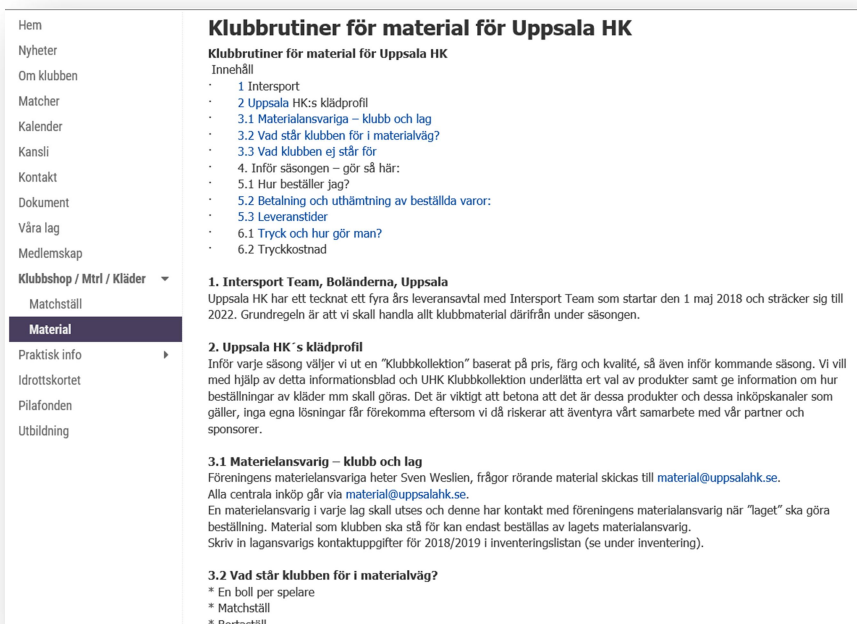 Hem
Nyheter
Om klubben
Matcher
Kalender
Kansli
Kontakt
Dokument
Våra lag
Medlemskap
Klubbshop / Mtrl / Kläder
Matchställ
Material
Praktisk info
Idrottskortet
Pilafonden
Utbildning
Klubbrutiner för material för Uppsala HK
Klubbrutiner för material för Uppsala HK
Innehåll
· 1 Intersport
· 2 Uppsala HK:s klädprofil
· 3.1 Materialansvariga – klubb och lag
· 3.2 Vad står klubben för i materialväg?
· 3.3 Vad klubben ej står för
· 4. Inför säsongen – gör så här:
· 5.1 Hur beställer jag?
· 5.2 Betalning och uthämtning av beställda varor:
· 5.3 Leveranstider
· 6.1 Tryck och hur gör man?
· 6.2 Tryckkostnad
1. Intersport Team, Boländerna, Uppsala
Uppsala HK har ett tecknat ett fyra års leveransavtal med Intersport Team som startar den 1 maj 2018 och sträcker sig till
2022. Grundregeln är att vi skall handla allt klubbmaterial därifrån under säsongen.
2. Uppsala HK´s klädprofil
Inför varje säsong väljer vi ut en ”Klubbkollektion” baserat på pris, färg och kvalité, så även inför kommande säsong. Vi vill
med hjälp av detta informationsblad och UHK Klubbkollektion underlätta ert val av produkter samt ge information om hur
beställningar av kläder mm skall göras. Det är viktigt att betona att det är dessa produkter och dessa inköpskanaler som
gäller, inga egna lösningar får förekomma eftersom vi då riskerar att äventyra vårt samarbete med vår partner och
sponsorer.
3.1 Materielansvarig – klubb och lag
Föreningens materielansvariga heter Sven Weslien, frågor rörande material skickas till material@uppsalahk.se.
Alla centrala inköp går via material@uppsalahk.se.
En materielansvarig i varje lag skall utses och denne har kontakt med föreningens materialansvarig när ”laget” ska göra
beställning. Material som klubben ska stå för kan endast beställas av lagets materialansvarig.
Skriv in lagansvarigs kontaktuppgifter för 2018/2019 i inventeringslistan (se under inventering).
3.2 Vad står klubben för i materialväg?
* En boll per spelare
* Matchställ
* Bortaställ